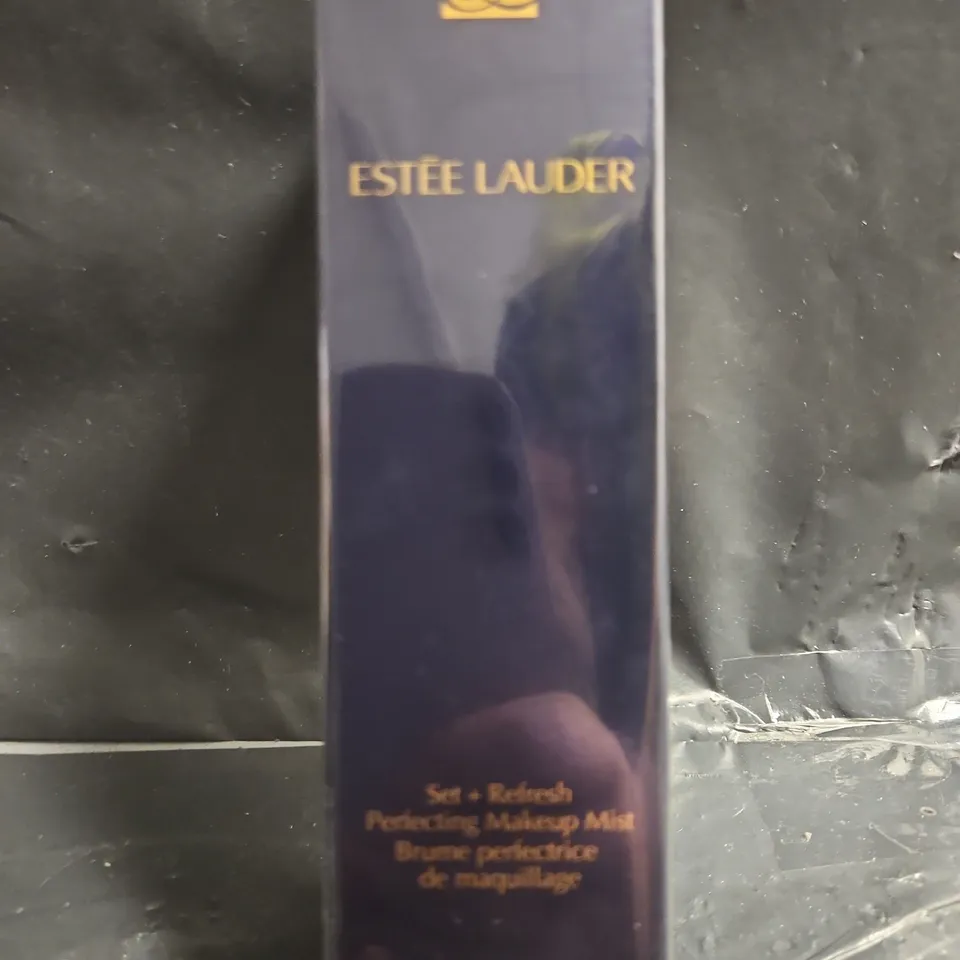 ESTĒE LAUDER
Set + Refresh
Perfecting Makeup Mist
Brume perfectrice
de maquillage